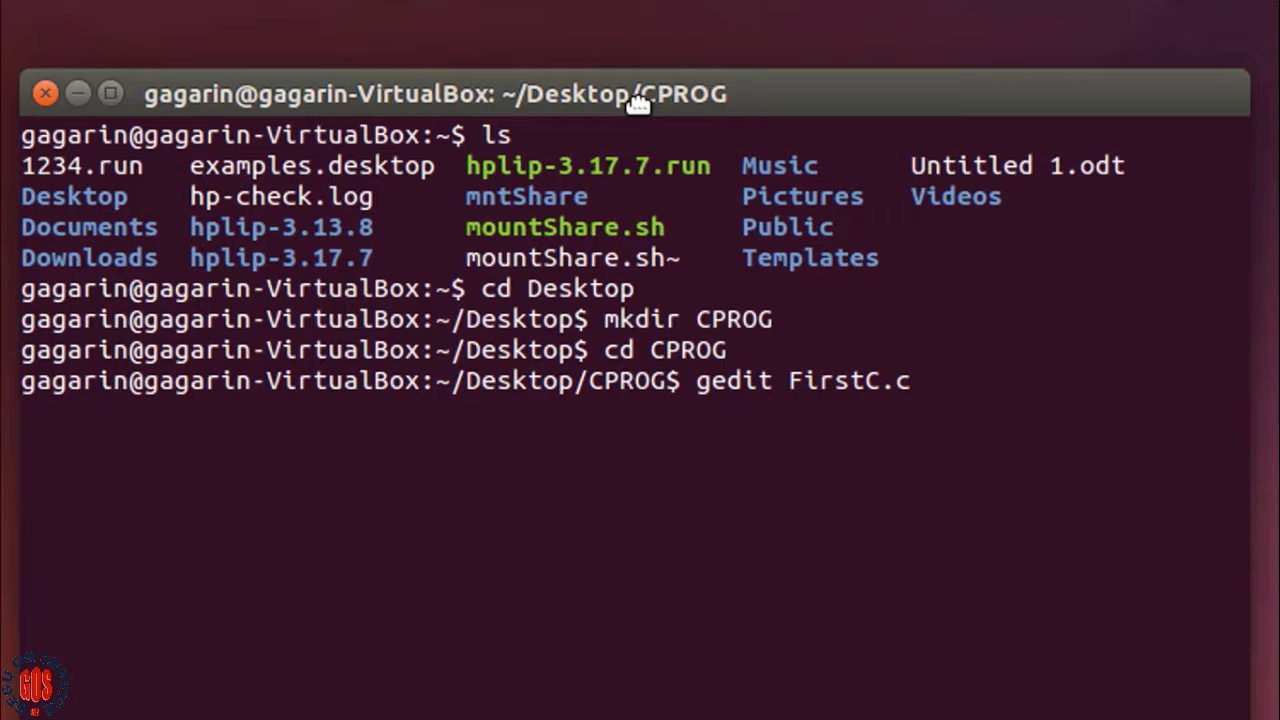 gagarin@gagarin-VirtualBox: ~/Desktop/CPROG
gagarin@gagarin-VirtualBox:~$ ls
1234.run examples.desktop hplip-3.17.7.run Music Untitled 1.odt
Desktop hp-check.log mntShare Pictures Videos
Documents hplip-3.13.8 mountShare.sh Public
Downloads hplip-3.17.7 mountShare.sh~ Templates
gagarin@gagarin-VirtualBox:~$ cd Desktop
gagarin@gagarin-VirtualBox:~/Desktop$ mkdir CPROG
gagarin@gagarin-VirtualBox:~/Desktop$ cd CPROG
gagarin@gagarin-VirtualBox:~/Desktop/CPROG$ gedit FirstC.c
GOS